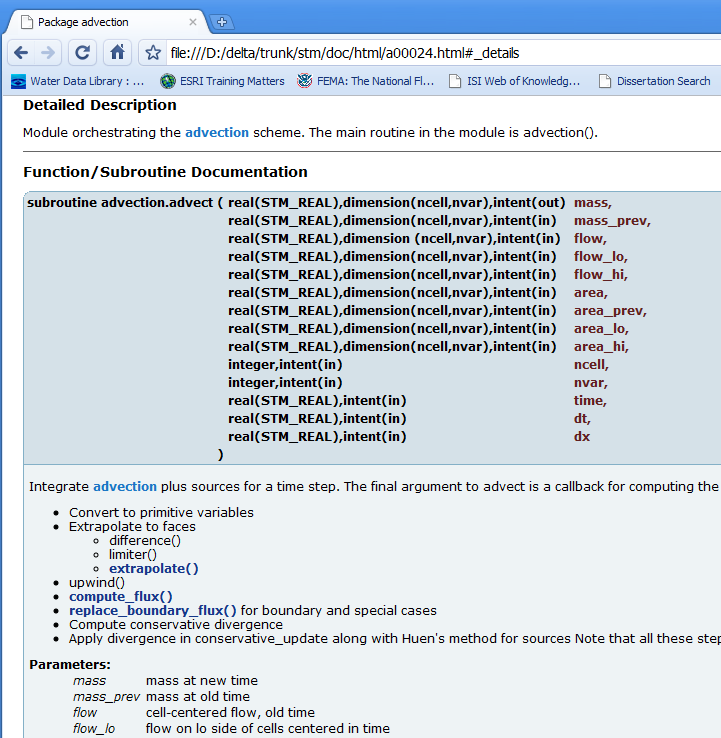 Package advection
file:///D:/delta/trunk/stm/doc/html/a00024.html#_details
Water Data Library : ... ESRI Training Matters FEMA: The National Fl... ISI Web of Knowledg... Dissertation Search
Detailed Description
Module orchestrating the advection scheme. The main routine in the module is advection().
Function/Subroutine Documentation
subroutine advection.advect ( real(STM_REAL),dimension(ncell,nvar),intent(out) mass,
real(STM_REAL),dimension(ncell,nvar),intent(in) mass_prev,
real(STM_REAL),dimension (ncell,nvar),intent(in) flow,
real(STM_REAL),dimension(ncell,nvar),intent(in) flow_lo,
real(STM_REAL),dimension(ncell,nvar),intent(in) flow_hi,
real(STM_REAL),dimension(ncell,nvar),intent(in) area,
real(STM_REAL),dimension(ncell,nvar),intent(in) area_prev,
real(STM_REAL),dimension(ncell,nvar),intent(in) area_lo,
real(STM_REAL),dimension(ncell,nvar),intent(in) area_hi,
integer,intent(in) ncell,
integer,intent(in) nvar,
real(STM_REAL),intent(in) time,
real(STM_REAL),intent(in) dt,
real(STM_REAL),intent(in) dx
)
Integrate advection plus sources for a time step. The final argument to advect is a callback for computing the
Convert to primitive variables
Extrapolate to faces
difference()
limiter()
extrapolate()
upwind()
compute_flux()
replace_boundary_flux() for boundary and special cases
Compute conservative divergence
Apply divergence in conservative_update along with Huen's method for sources Note that all these step
Parameters:
mass mass at new time
mass_prev mass at old time
flow cell-centered flow, old time
flow_lo flow on lo side of cells centered in time